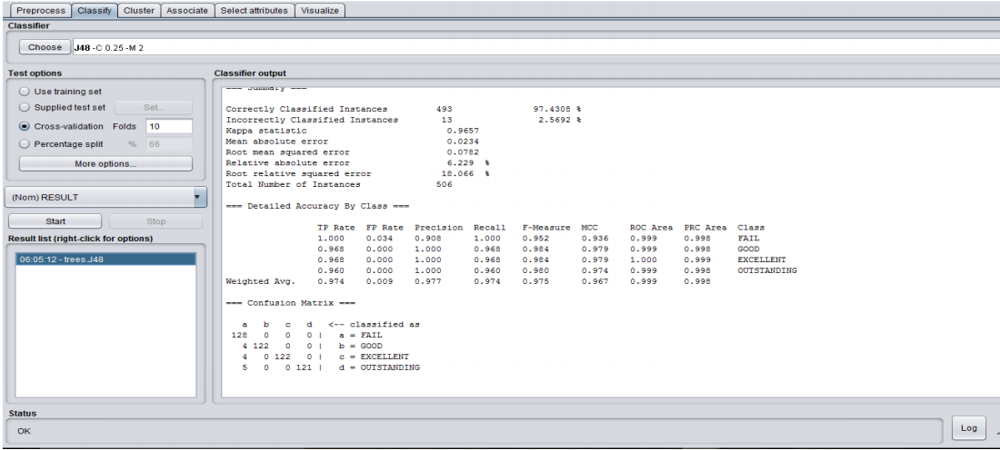 Preprocess Classify Cluster Associate Select attributes Visualize
Classifier
Choose J48 -C 0.25 -M 2
Test options
Use training set
Supplied test set Set...
Cross-validation Folds 10
Percentage split % 66
More options...
(Nom) RESULT
Start Stop
Result list (right-click for options)
06:05:12 - trees.J48
Classifier output
=== Summary ===
Correctly Classified Instances 493 97.4308 %
Incorrectly Classified Instances 13 2.5692 %
Kappa statistic 0.9657
Mean absolute error 0.0234
Root mean squared error 0.0782
Relative absolute error 6.229 %
Root relative squared error 18.066 %
Total Number of Instances 506
=== Detailed Accuracy By Class ===
TP Rate FP Rate Precision Recall F-Measure MCC ROC Area PRC Area Class
1.000 0.034 0.908 1.000 0.952 0.936 0.999 0.998 FAIL
0.968 0.000 1.000 0.968 0.984 0.979 0.999 0.998 GOOD
0.968 0.000 1.000 0.968 0.984 0.979 1.000 0.999 EXCELLENT
0.960 0.000 1.000 0.960 0.980 0.974 0.999 0.998 OUTSTANDING
Weighted Avg. 0.974 0.009 0.977 0.974 0.975 0.967 0.999 0.998
=== Confusion Matrix ===
a b c d <-- classified as
128 0 0 0 | a = FAIL
4 122 0 0 | b = GOOD
4 0 122 0 | c = EXCELLENT
5 0 0 121 | d = OUTSTANDING
Status
OK
Log